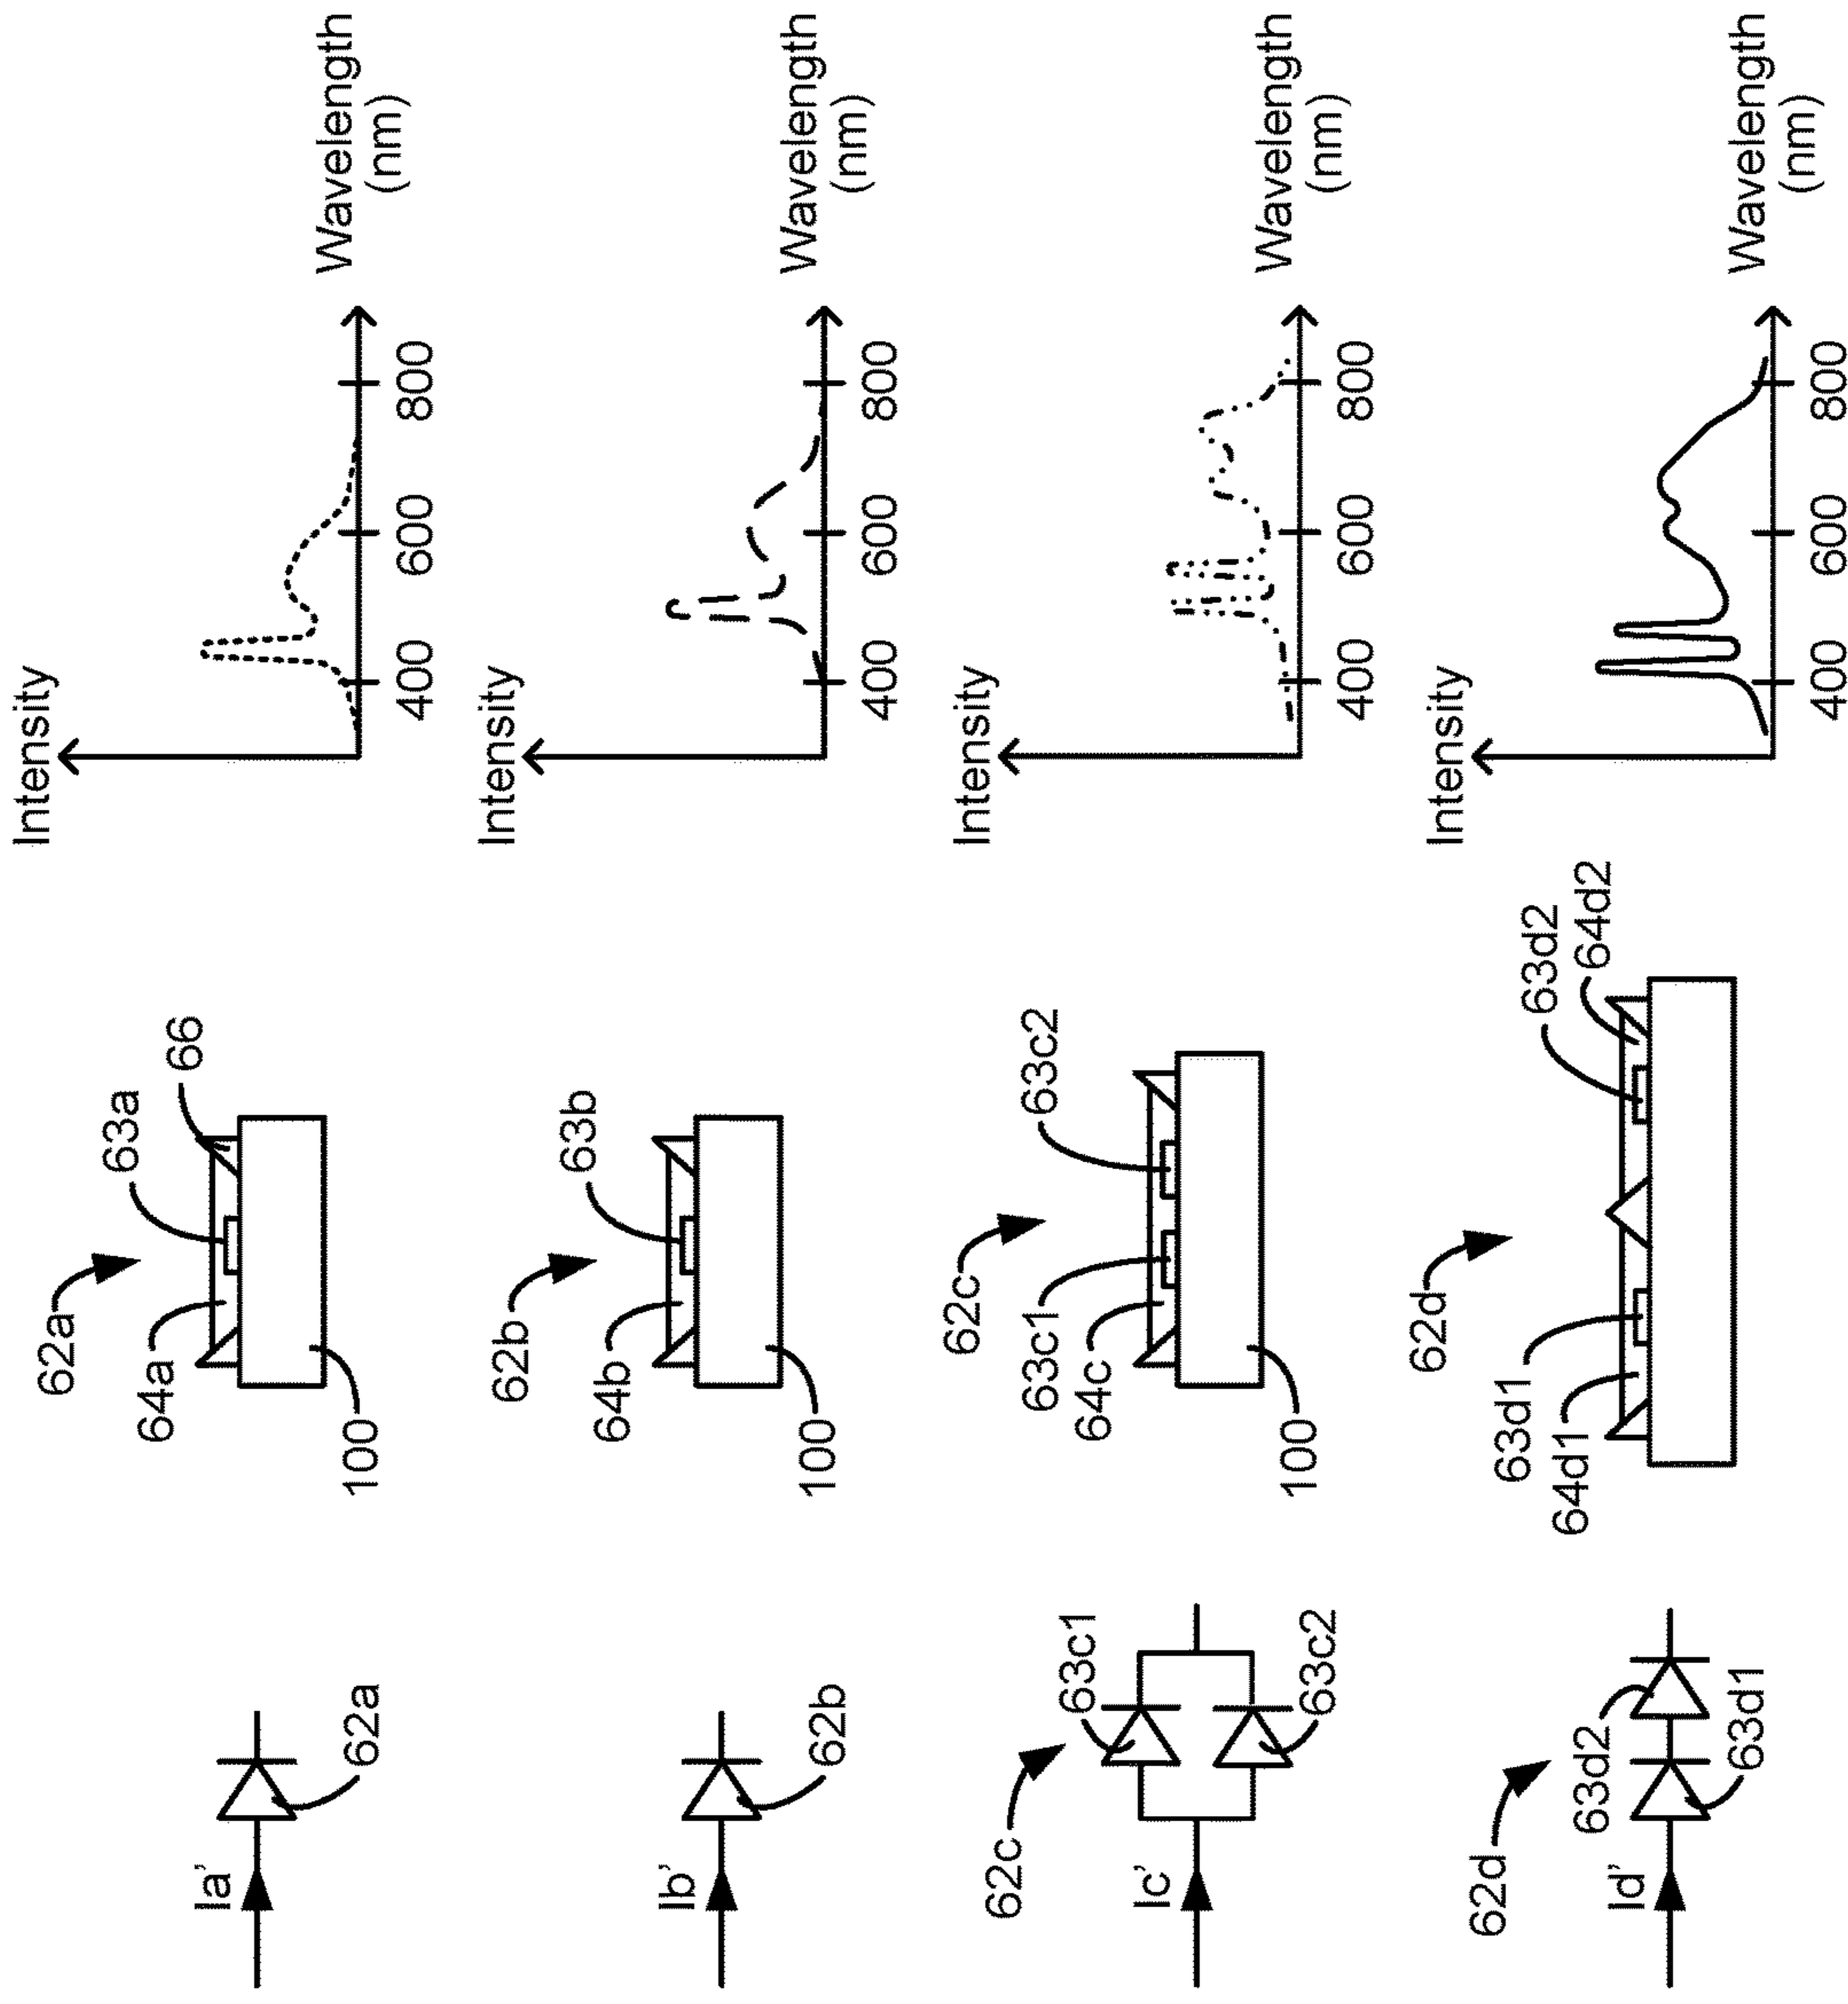 Ia’
62a
62a
64a
63a
66
100
Intensity
400
600
800
Wavelength
(nm)
Ib’
62b
62b
64b
63b
100
Intensity
400
600
800
Wavelength
(nm)
62c
Ic’
63c1
63c2
62c
63c1
64c
63c2
100
Intensity
400
600
800
Wavelength
(nm)
62d
Id’
63d2
63d1
62d
63d1
64d1
63d2
64d2
Intensity
400
600
800
Wavelength
(nm)